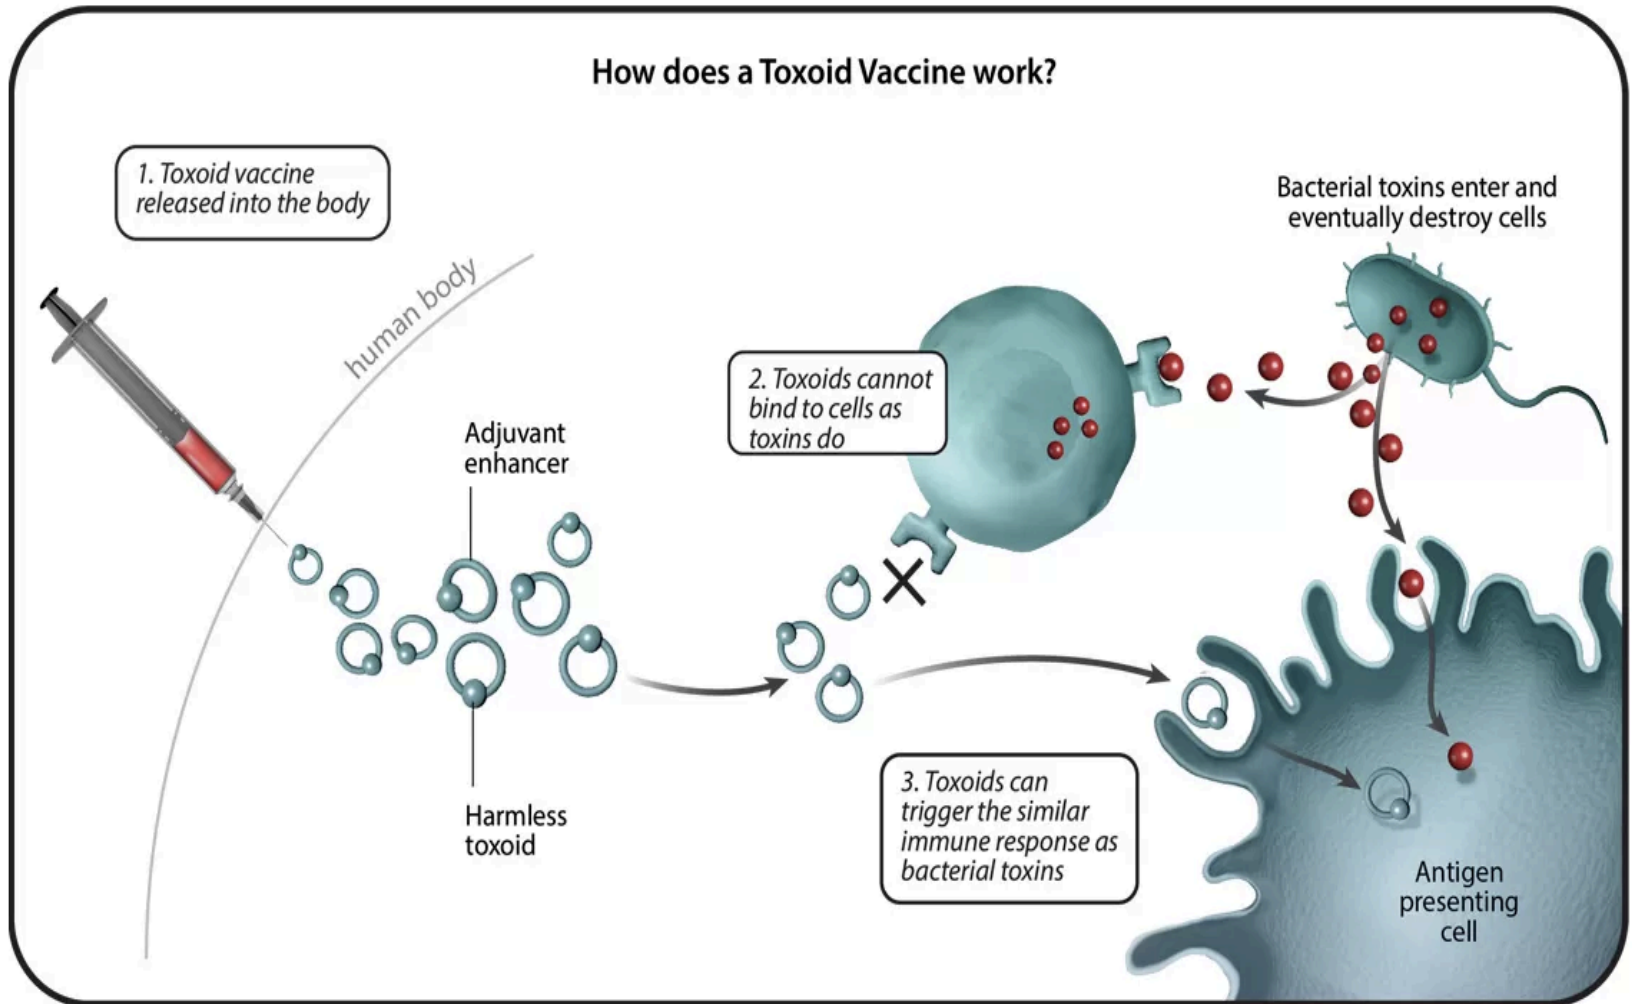 How does a Toxoid Vaccine work?
1. Toxoid vaccine
released into the body
human body
Adjuvant
enhancer
Harmless
toxoid
2. Toxoids cannot
bind to cells as
toxins do
Bacterial toxins enter and
eventually destroy cells
3. Toxoids can
trigger the similar
immune response as
bacterial toxins
Antigen
presenting
cell